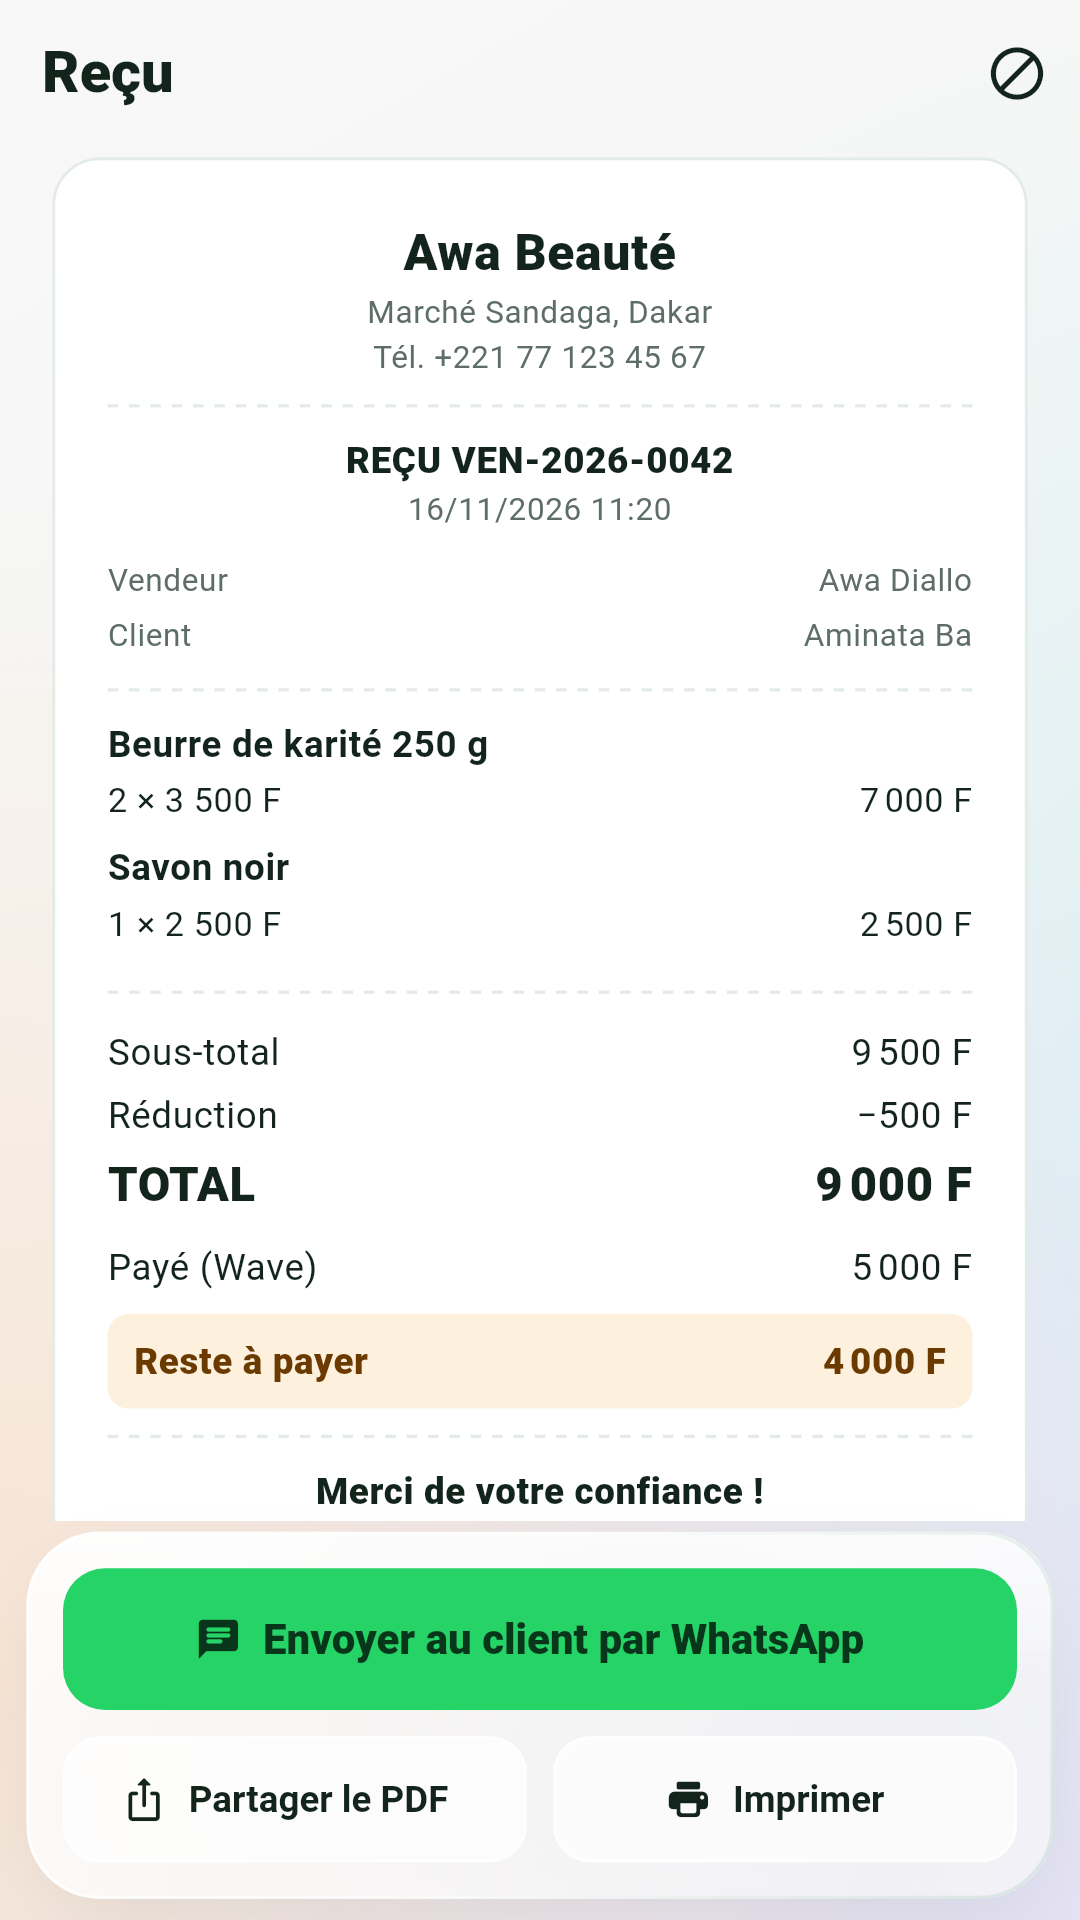 Reçu
Awa Beauté
Marché Sandaga, Dakar
Tél. +221 77 123 45 67
REÇU VEN-2026-0042
16/11/2026 11:20
Vendeur Awa Diallo
Client Aminata Ba
Beurre de karité 250 g
2 × 3 500 F 7 000 F
Savon noir
1 × 2 500 F 2 500 F
Sous-total 9 500 F
Réduction −500 F
TOTAL 9 000 F
Payé (Wave) 5 000 F
Reste à payer 4 000 F
Merci de votre confiance !
Envoyer au client par WhatsApp
Partager le PDF Imprimer